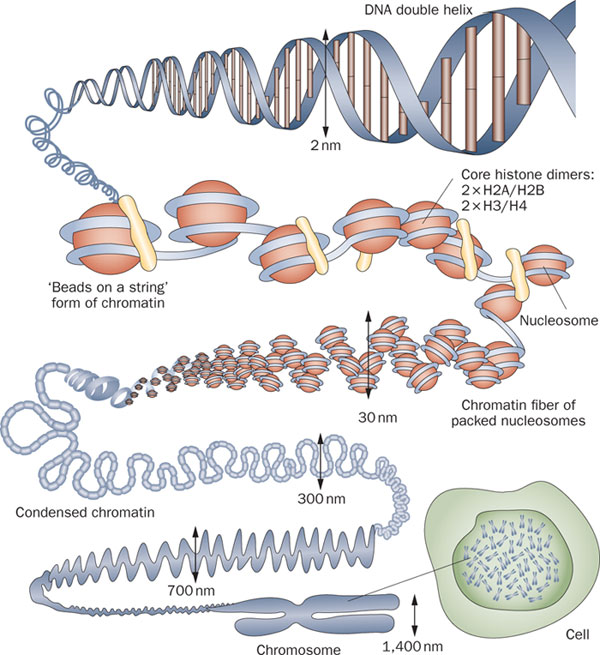 DNA double helix
2 nm
Core histone dimers:
2 × H2A/H2B
2 × H3/H4
‘Beads on a string’
form of chromatin
Nucleosome
30 nm
Chromatin fiber of
packed nucleosomes
300 nm
Condensed chromatin
700 nm
1,400 nm
Chromosome
Cell